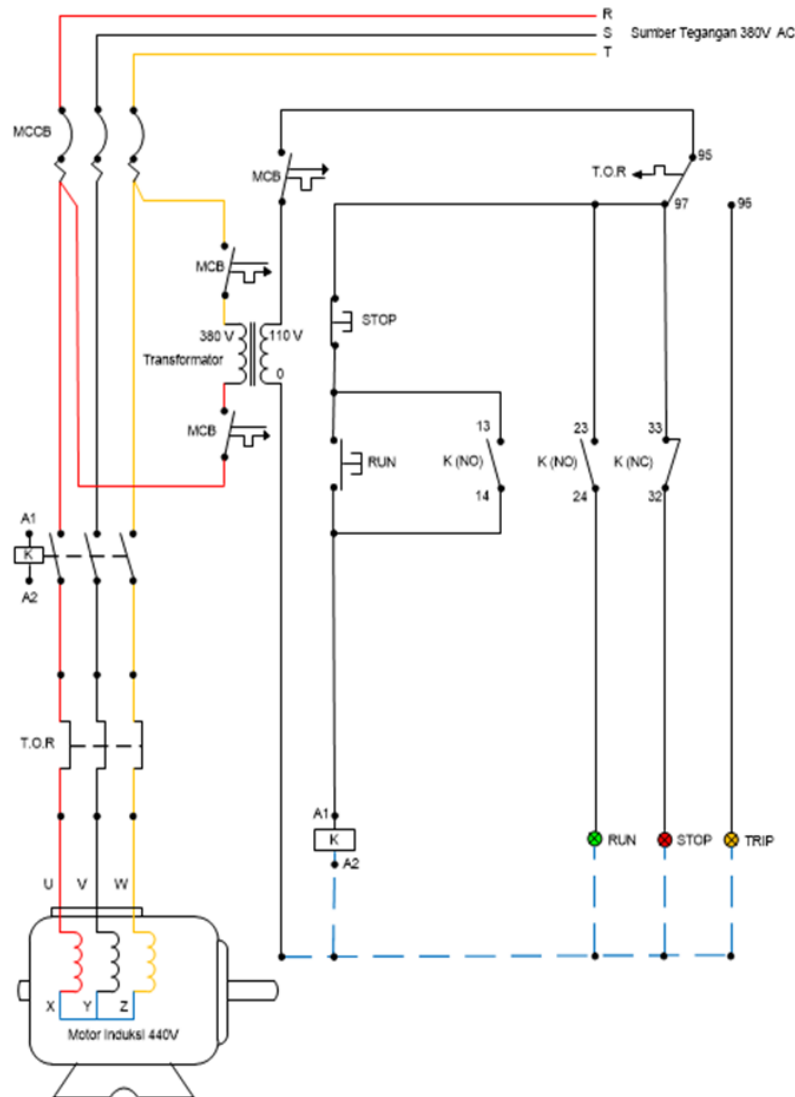 R
S Sumber Tegangan 380V AC
T
MCCB
MCB
T.O.R
95
97
96
MCB
STOP
380 V
110 V
Transformator
0
MCB
13
23
33
RUN
K (NO)
K (NO)
K (NC)
14
24
32
A1
K
A2
T.O.R
A1
K
A2
RUN
STOP
TRIP
U V W
X Y Z
Motor Induksi 440V